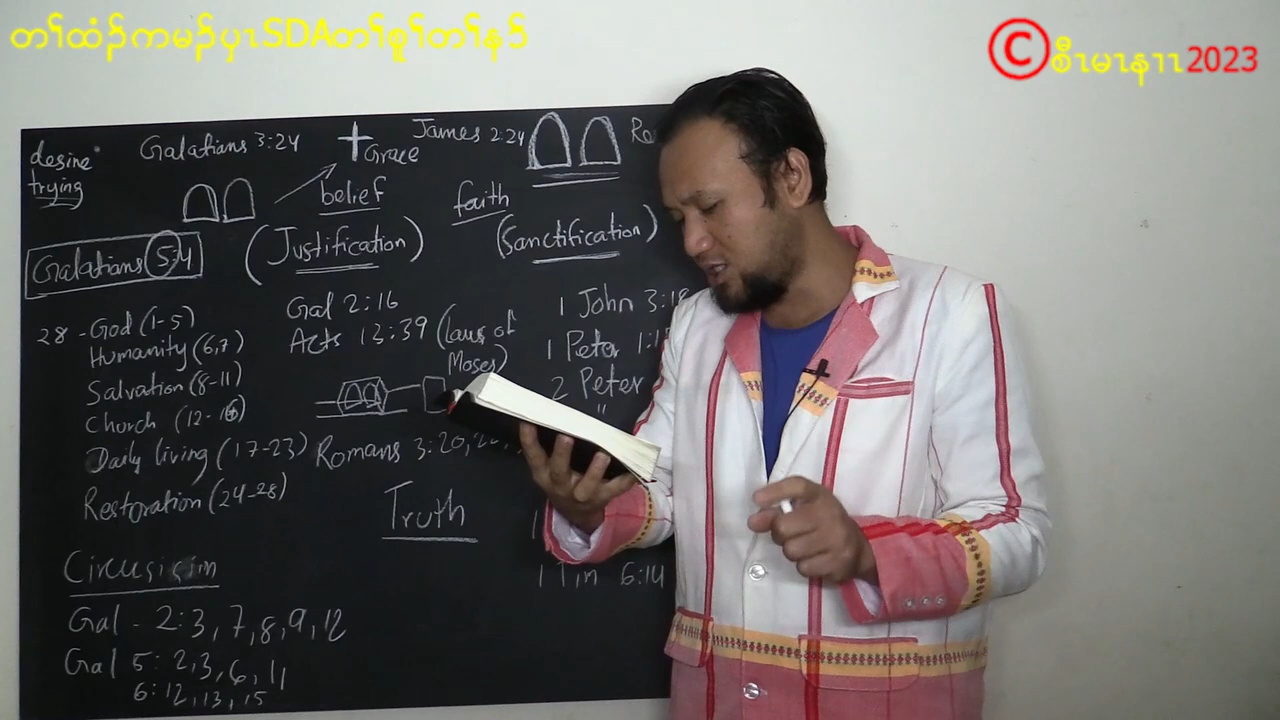 တၢ်ထံၣ်ကမၣ်ပှၤSDAတၢ်စူၢ်တၢ်နာ်
©စီၤမၤနၤ2023
desire
trying
Galatians 3:24
Grace
James 2:24
belief
faith
Galatians 5:4
(Justification)
(Sanctification)
28 - God (1-5)
Humanity (6,7)
Salvation (8-11)
Church (12-
Daily living (17-23)
Restoration (24-28)
Gal 2:16
Acts 13:39 (laws of
Moses)
Romans 3:20,
Truth
1 John 3:18
1 Peter 1:1
2 Peter
"
1 Tim 6:14
Gal - 2:3, 7, 8, 9, 12
Gal 5: 2,3, 6, 11
6: 12, 13, 15